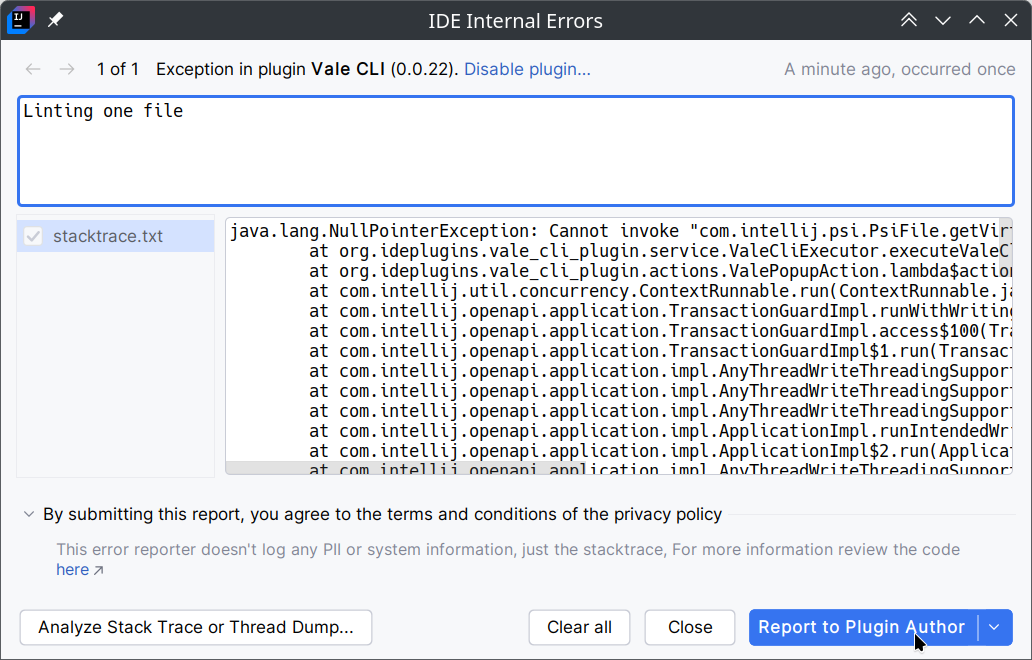 IDE Internal Errors
1 of 1 Exception in plugin Vale CLI (0.0.22). Disable plugin... A minute ago, occurred once
Linting one file
stacktrace.txt
java.lang.NullPointerException: Cannot invoke "com.intellij.psi.PsiFile.getVir
at org.ideplugins.vale_cli_plugin.service.ValeCliExecutor.executeValeC
at org.ideplugins.vale_cli_plugin.actions.ValePopupAction.lambda$action
at com.intellij.util.concurrency.ContextRunnable.run(ContextRunnable.ja
at com.intellij.openapi.application.TransactionGuardImpl.runWithWriting
at com.intellij.openapi.application.TransactionGuardImpl.access$100(Tra
at com.intellij.openapi.application.TransactionGuardImpl$1.run(Transact
at com.intellij.openapi.application.impl.AnyThreadWriteThreadingSupport
at com.intellij.openapi.application.impl.AnyThreadWriteThreadingSupport
at com.intellij.openapi.application.impl.AnyThreadWriteThreadingSupport
at com.intellij.openapi.application.impl.ApplicationImpl.runIntendedWr
at com.intellij.openapi.application.impl.ApplicationImpl$2.run(Applica
at com.intellij.openapi.application.impl.AnyThreadWriteThreadingSupport
By submitting this report, you agree to the terms and conditions of the privacy policy
This error reporter doesn't log any PII or system information, just the stacktrace, For more information review the code
here ↗
Analyze Stack Trace or Thread Dump... Clear all Close Report to Plugin Author